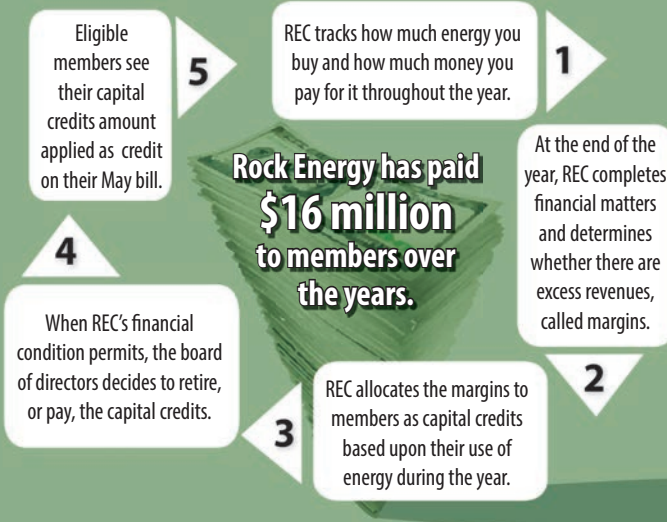 REC tracks how much energy you
buy and how much money you
pay for it throughout the year.
1
At the end of the
year, REC completes
financial matters
and determines
whether there are
excess revenues,
called margins.
2
REC allocates the margins to
members as capital credits
based upon their use of
energy during the year.
3
When REC's financial
condition permits, the board
of directors decides to retire,
or pay, the capital credits.
4
Eligible
members see
their capital
credits amount
applied as credit
on their May bill.
5
Rock Energy has paid
$16 million
to members over
the years.